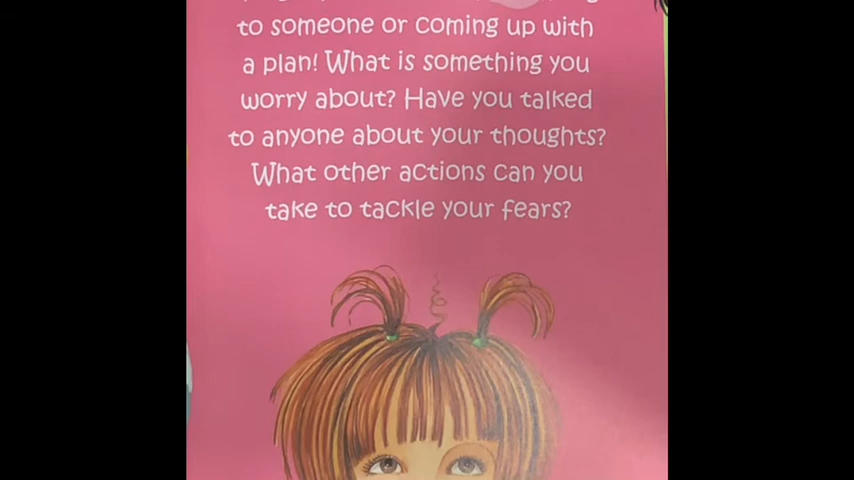 to someone or coming up with
a plan! What is something you
worry about? Have you talked
to anyone about your thoughts?
What other actions can you
take to tackle your fears?